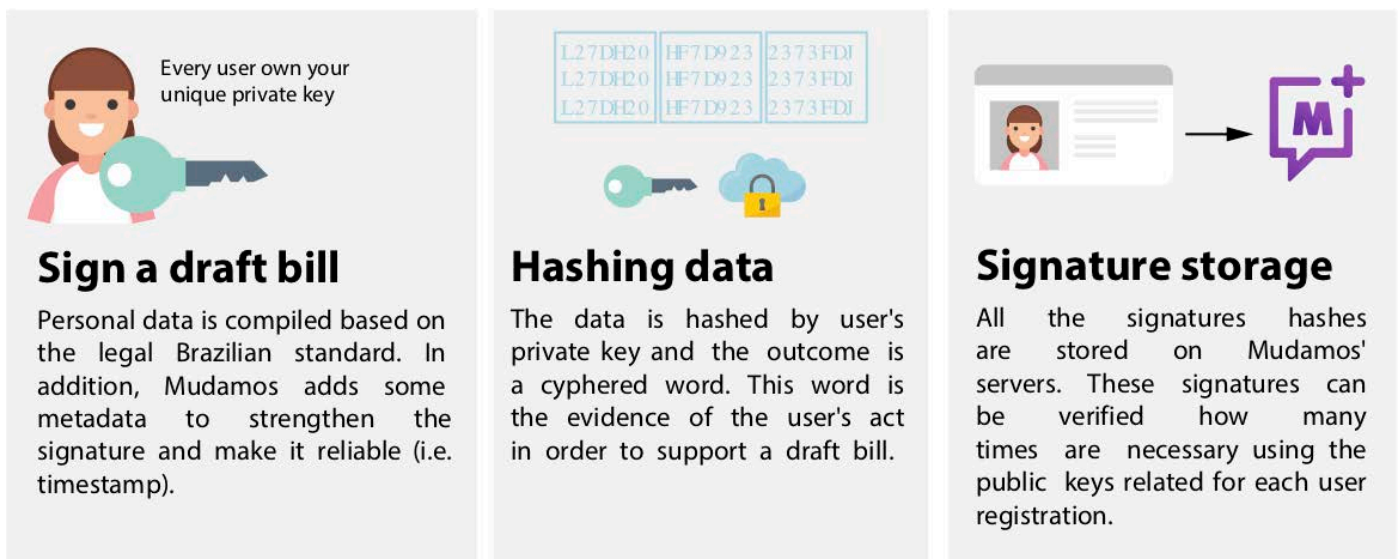 Every user own your
unique private key
Sign a draft bill
Personal data is compiled based on
the legal Brazilian standard. In
addition, Mudamos adds some
metadata to strengthen the
signature and make it reliable (i.e.
timestamp).
L27DH20 HF7D923 2373FDJ
L27DH20 HF7D923 2373FDJ
L27DH20 HF7D923 2373FDJ
Hashing data
The data is hashed by user's
private key and the outcome is
a cyphered word. This word is
the evidence of the user's act
in order to support a draft bill.
M
Signature storage
All the signatures hashes
are stored on Mudamos'
servers. These signatures can
be verified how many
times are necessary using the
public keys related for each user
registration.